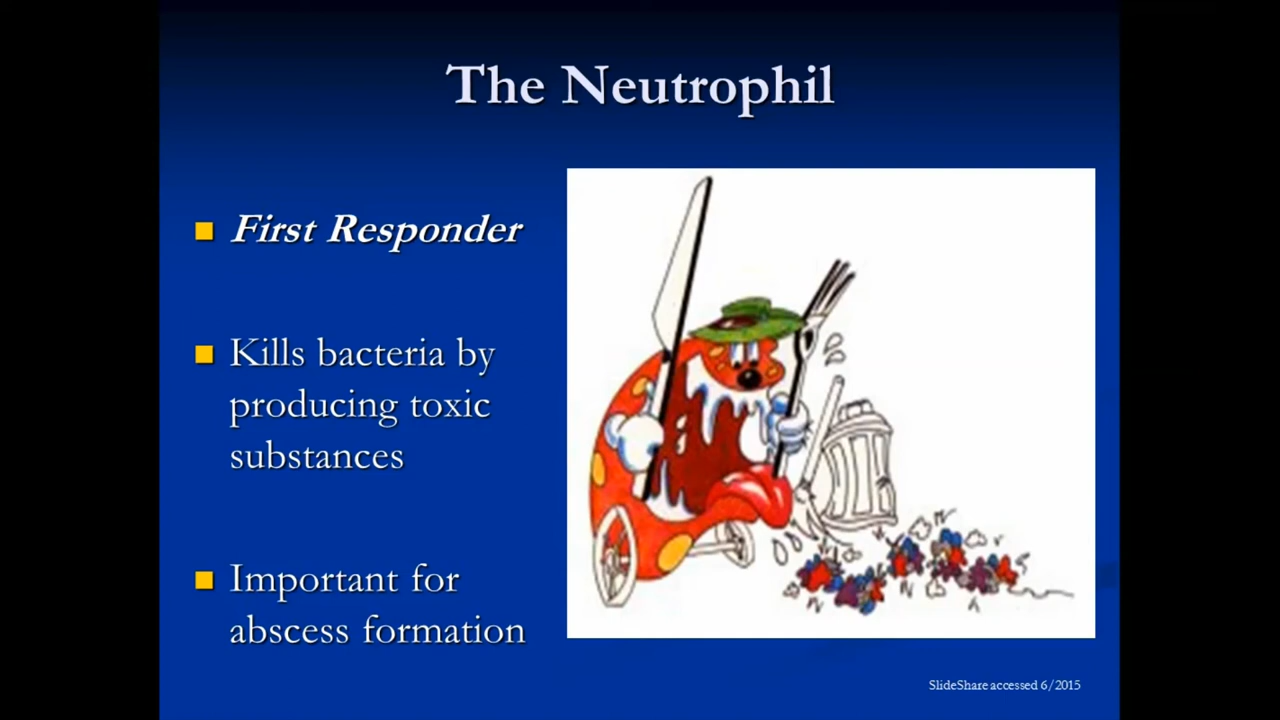 The Neutrophil
First Responder
Kills bacteria by
producing toxic
substances
Important for
abscess formation
SlideShare accessed 6/2015